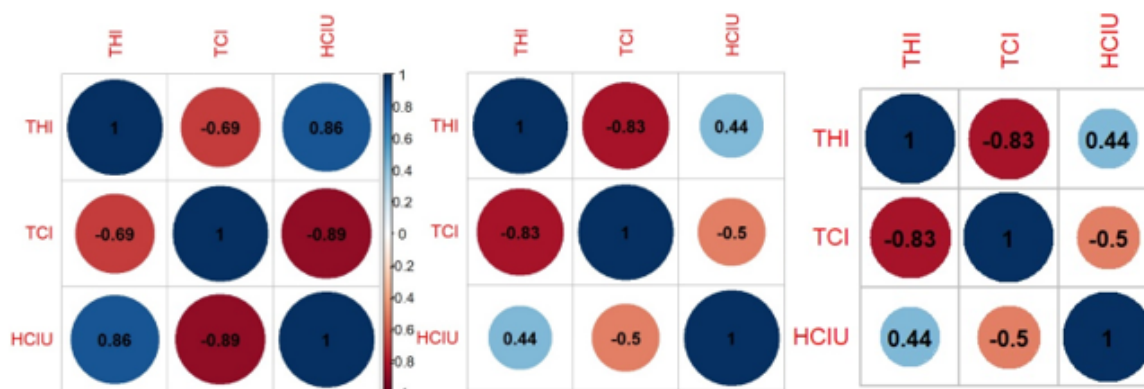 THI TCI HCIU
THI 1 -0.69 0.86
TCI -0.69 1 -0.89
HCIU 0.86 -0.89 1
1
0.8
0.6
0.4
0.2
0
-0.2
-0.4
-0.6
-0.8
THI TCI HCIU
THI 1 -0.83 0.44
TCI -0.83 1 -0.5
HCIU 0.44 -0.5 1
THI TCI HCIU
THI 1 -0.83 0.44
TCI -0.83 1 -0.5
HCIU 0.44 -0.5 1